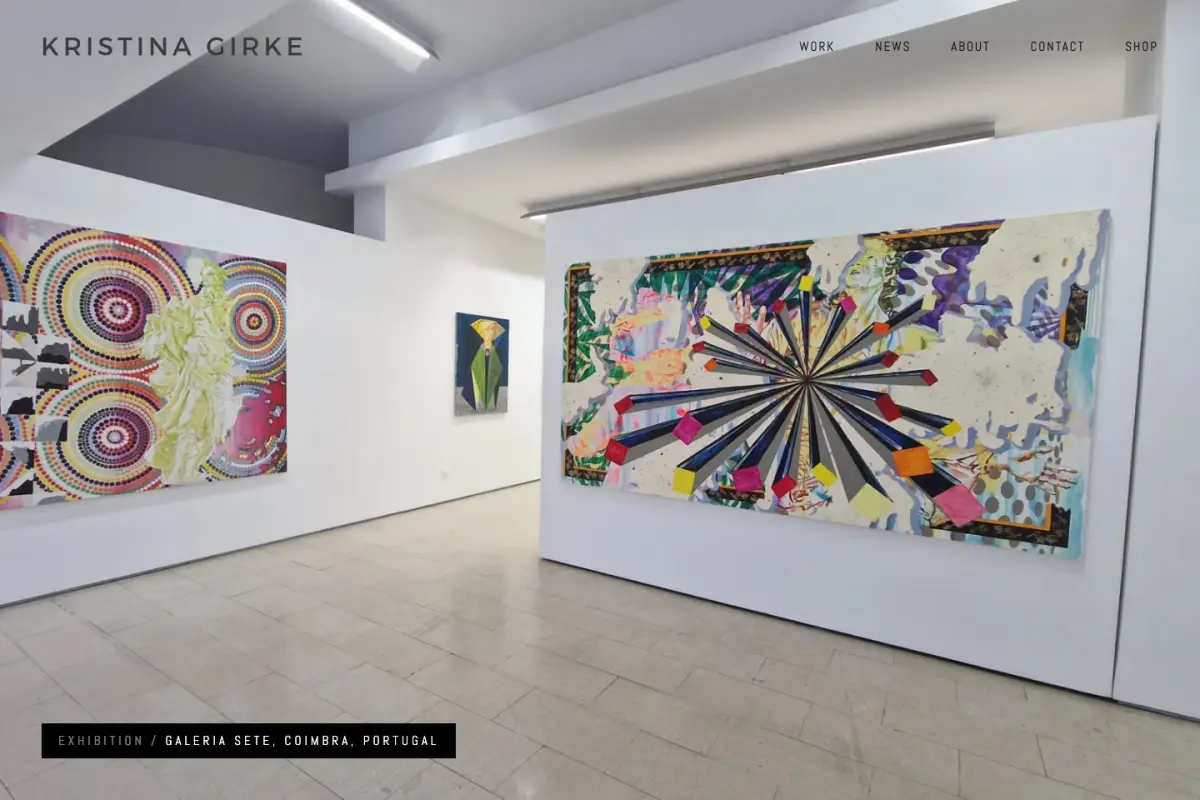 KRISTINA GIRKE
WORK NEWS ABOUT CONTACT SHOP
EXHIBITION / GALERIA SETE, COIMBRA, PORTUGAL